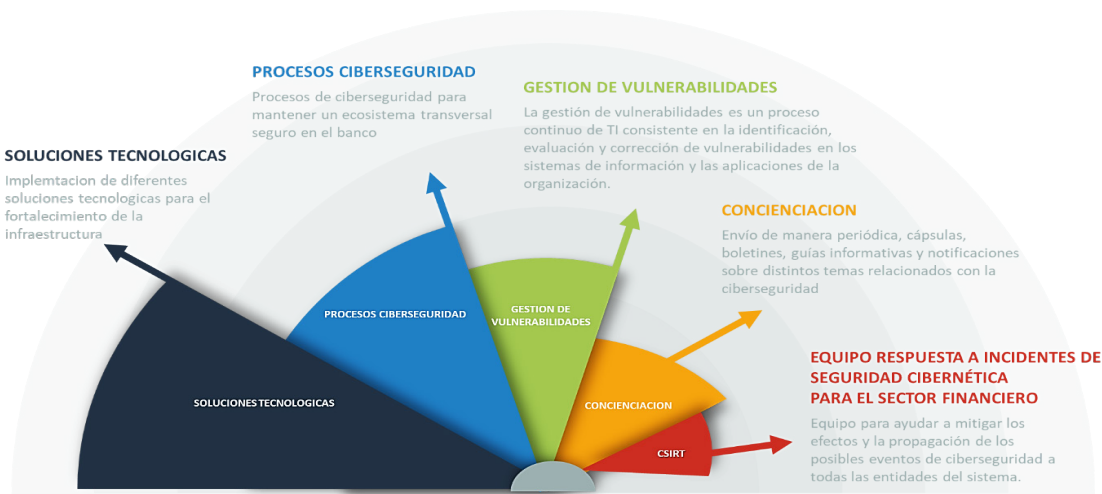 PROCESOS CIBERSEGURIDAD
Procesos de ciberseguridad para
mantener un ecosistema transversal
seguro en el banco
GESTION DE VULNERABILIDADES
La gestión de vulnerabilidades es un proceso
continuo de TI consistente en la identificación,
evaluación y corrección de vulnerabilidades en los
sistemas de información y las aplicaciones de la
organización.
SOLUCIONES TECNOLOGICAS
Implemtacion de diferentes
soluciones tecnologicas para el
fortalecimiento de la
infraestructura
CONCIENCIACION
Envío de manera periódica, cápsulas,
boletines, guías informativas y notificaciones
sobre distintos temas relacionados con la
ciberseguridad
EQUIPO RESPUESTA A INCIDENTES DE
SEGURIDAD CIBERNÉTICA
PARA EL SECTOR FINANCIERO
Equipo para ayudar a mitigar los
efectos y la propagación de los
posibles eventos de ciberseguridad a
todas las entidades del sistema.
SOLUCIONES TECNOLOGICAS
PROCESOS CIBERSEGURIDAD
GESTION DE
VULNERABILIDADES
CONCIENCIACION
CSIRT